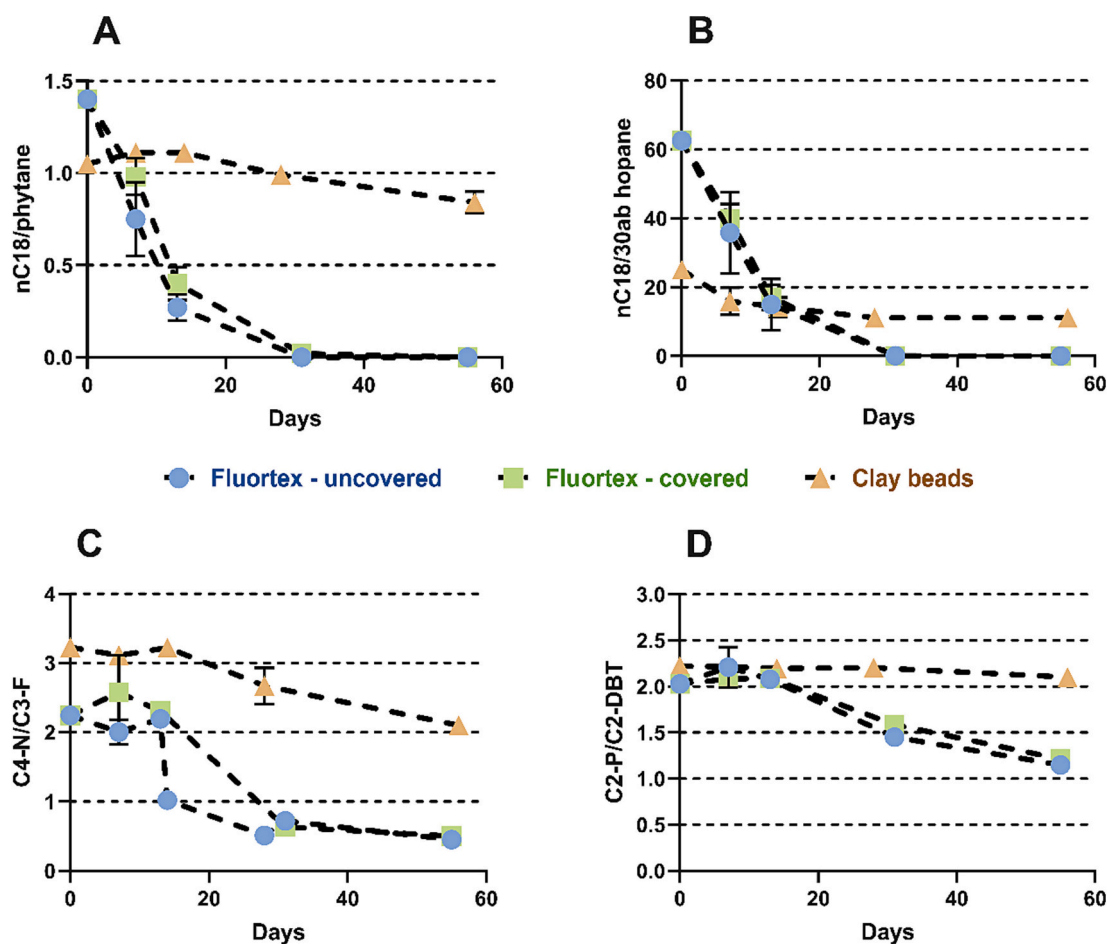 A
nC18/phytane
1.5
1.0
0.5
0.0
0 20 40 60
Days
B
nC18/30ab hopane
80
60
40
20
0
0 20 40 60
Days
Fluortex - uncovered Fluortex - covered Clay beads
C
C4-N/C3-F
4
3
2
1
0
0 20 40 60
Days
D
C2-P/C2-DBT
3.0
2.5
2.0
1.5
1.0
0.5
0.0
0 20 40 60
Days